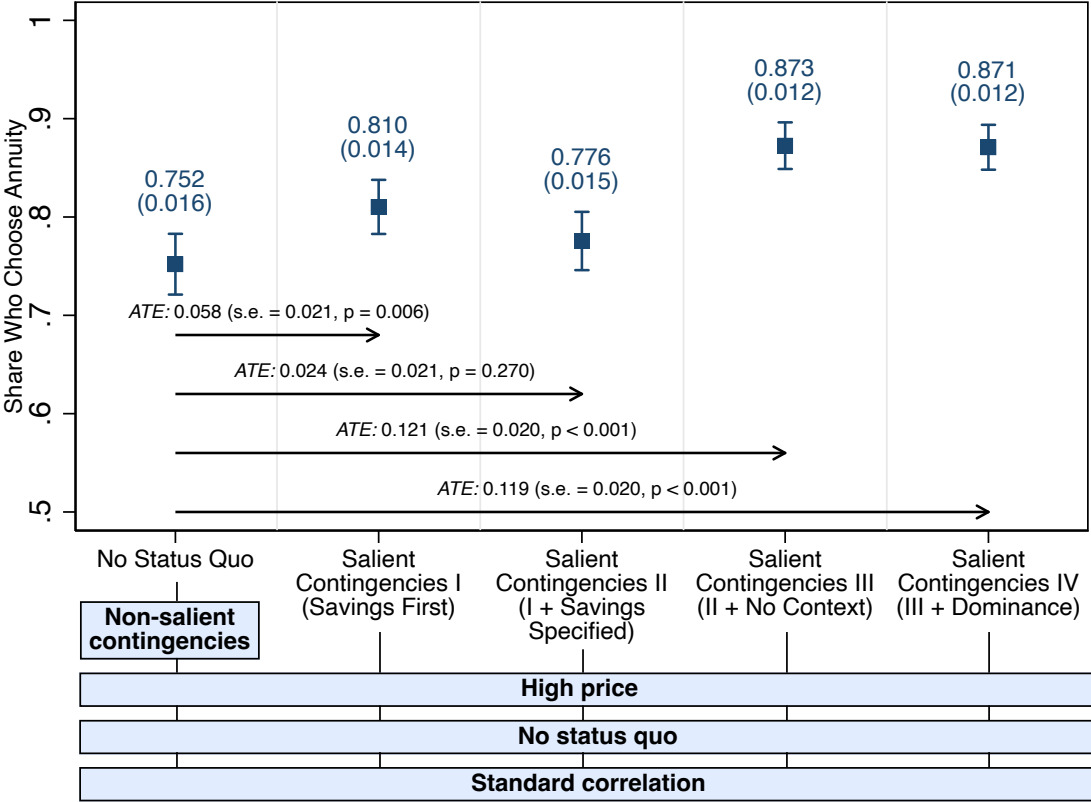 Share Who Choose Annuity
1
.9
.8
.7
.6
.5
0.752
(0.016)
0.810
(0.014)
0.776
(0.015)
0.873
(0.012)
0.871
(0.012)
ATE: 0.058 (s.e. = 0.021, p = 0.006)
ATE: 0.024 (s.e. = 0.021, p = 0.270)
ATE: 0.121 (s.e. = 0.020, p < 0.001)
ATE: 0.119 (s.e. = 0.020, p < 0.001)
No Status Quo
Salient
Contingencies I
(Savings First)
Salient
Contingencies II
(I + Savings
Specified)
Salient
Contingencies III
(II + No Context)
Salient
Contingencies IV
(III + Dominance)
Non-salient
contingencies
High price
No status quo
Standard correlation